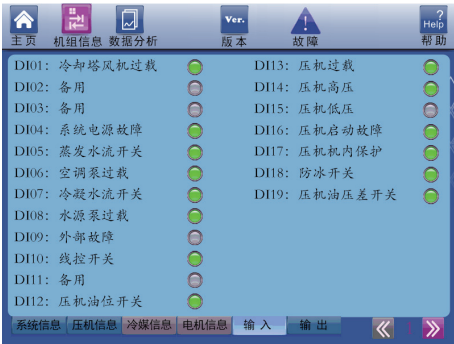 Ver.
?
Help
主页 机组信息 数据分析 版本 故障 帮助
DI01: 冷却塔风机过载
DI02: 备用
DI03: 备用
DI04: 系统电源故障
DI05: 蒸发水流开关
DI06: 空调泵过载
DI07: 冷凝水流开关
DI08: 水源泵过载
DI09: 外部故障
DI10: 线控开关
DI11: 备用
DI12: 压机油位开关
DI13: 压机过载
DI14: 压机高压
DI15: 压机低压
DI16: 压机启动故障
DI17: 压机机内保护
DI18: 防冰开关
DI19: 压机油压差开关
系统信息 压机信息 冷媒信息 电机信息 输入 输出